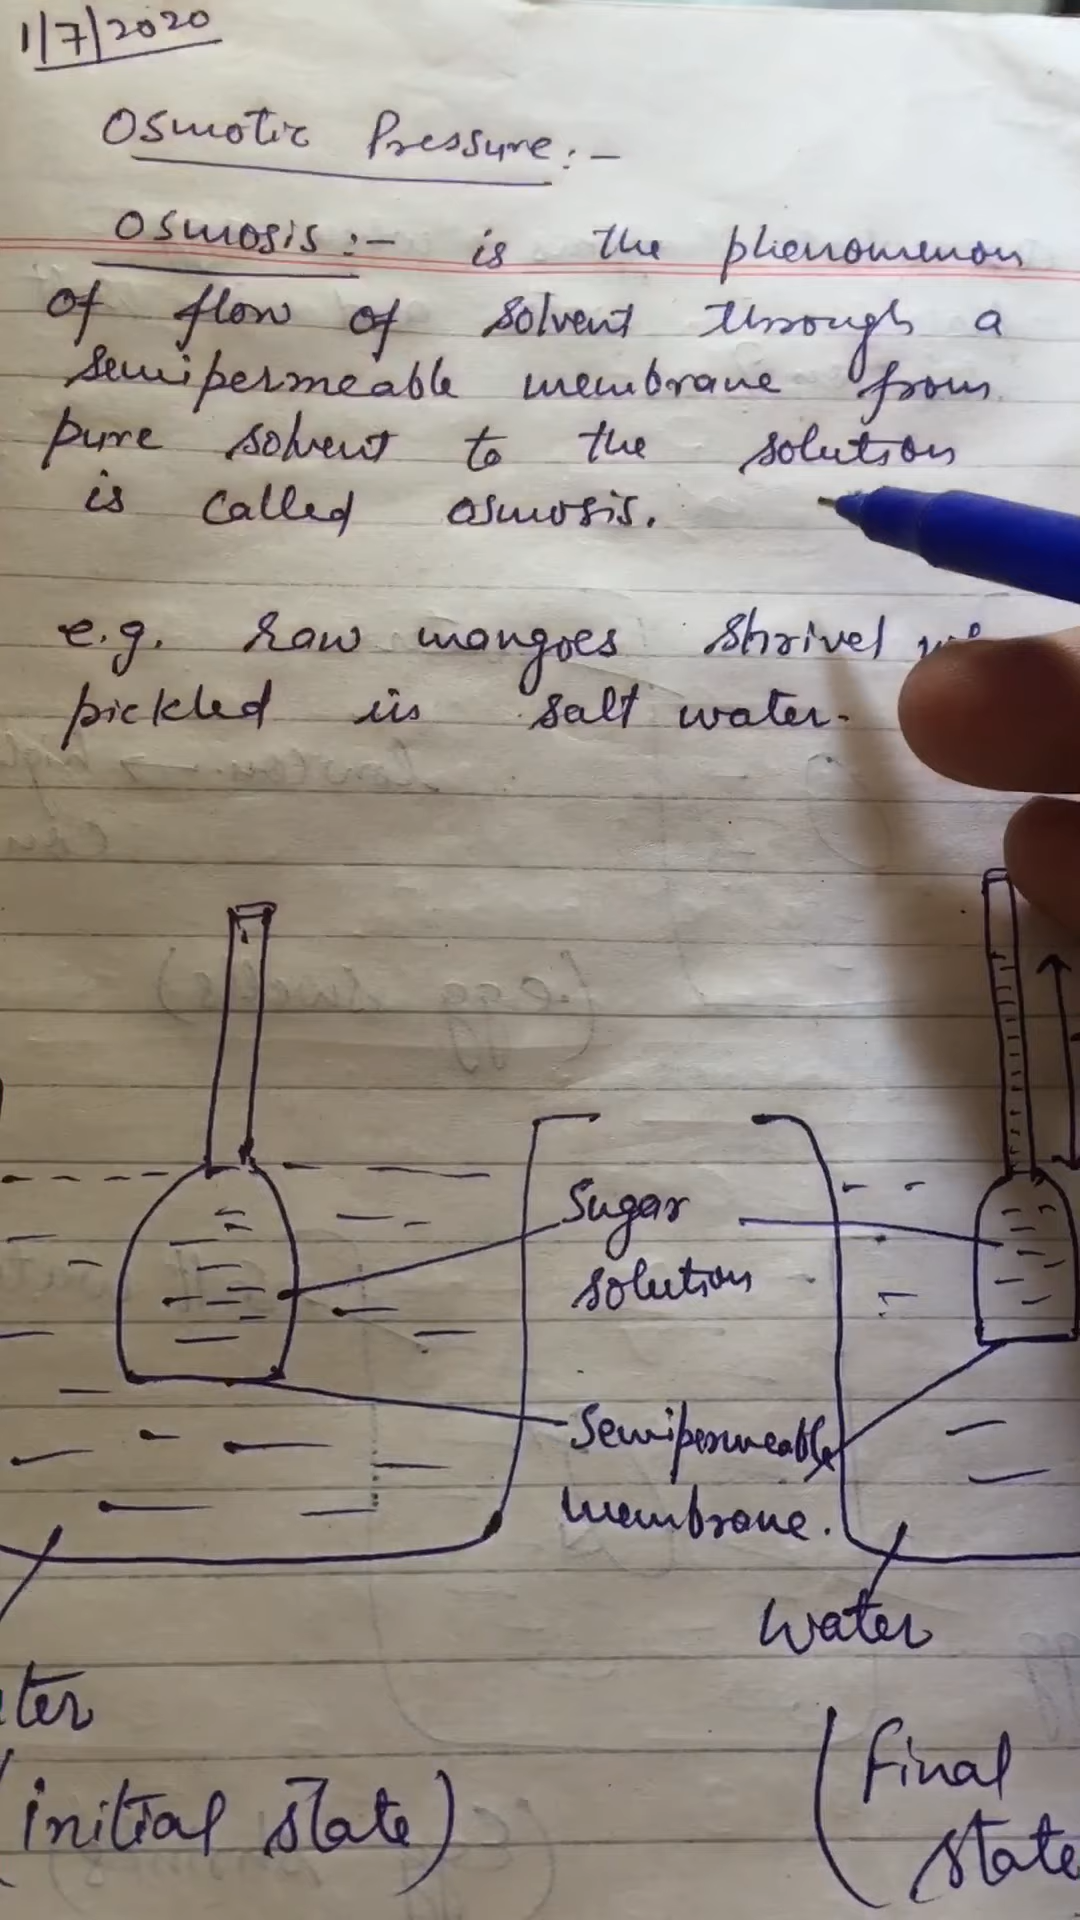 1/7/2020
Osmotic Pressure:-
Osmosis:- is the phenomenon
of flow of solvent through a
semipermeable membrane from
pure solvent to the solution
is called osmosis.
e.g. Raw mangoes shrivel
pickled in salt water.
Sugar
solution
Semipermeable
membrane.
Water
ter
(initial state)
(Final
state